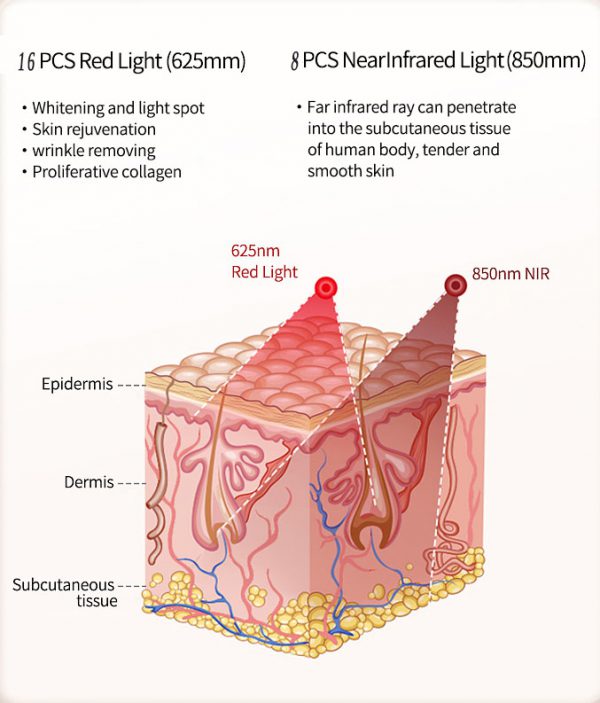 16 PCS Red Light (625mm)
• Whitening and light spot
• Skin rejuvenation
• wrinkle removing
• Proliferative collagen
8 PCS NearInfrared Light (850mm)
• Far infrared ray can penetrate
into the subcutaneous tissue
of human body, tender and
smooth skin
625nm
Red Light
850nm NIR
Epidermis
Dermis
Subcutaneous
tissue